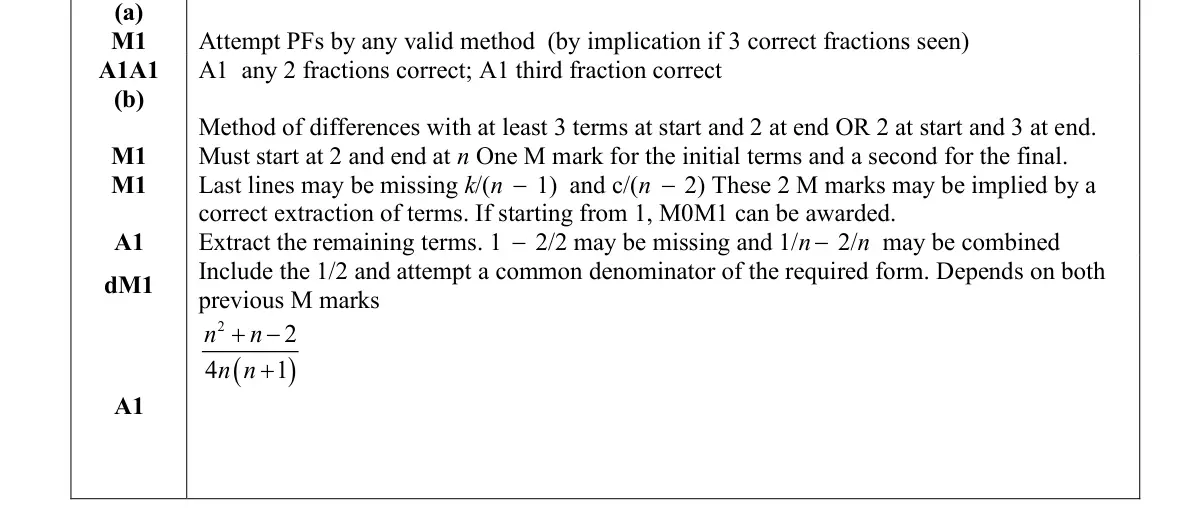 (a)
M1 Attempt PFs by any valid method (by implication if 3 correct fractions seen)
A1A1 A1 any 2 fractions correct; A1 third fraction correct
(b)
Method of differences with at least 3 terms at start and 2 at end OR 2 at start and 3 at end.
M1 Must start at 2 and end at n One M mark for the initial terms and a second for the final.
M1 Last lines may be missing k/(n − 1) and c/(n − 2) These 2 M marks may be implied by a
correct extraction of terms. If starting from 1, M0M1 can be awarded.
A1 Extract the remaining terms. 1 − 2/2 may be missing and 1/n − 2/n may be combined
dM1 Include the 1/2 and attempt a common denominator of the required form. Depends on both
previous M marks
n² + n − 2
4n(n+1)
A1